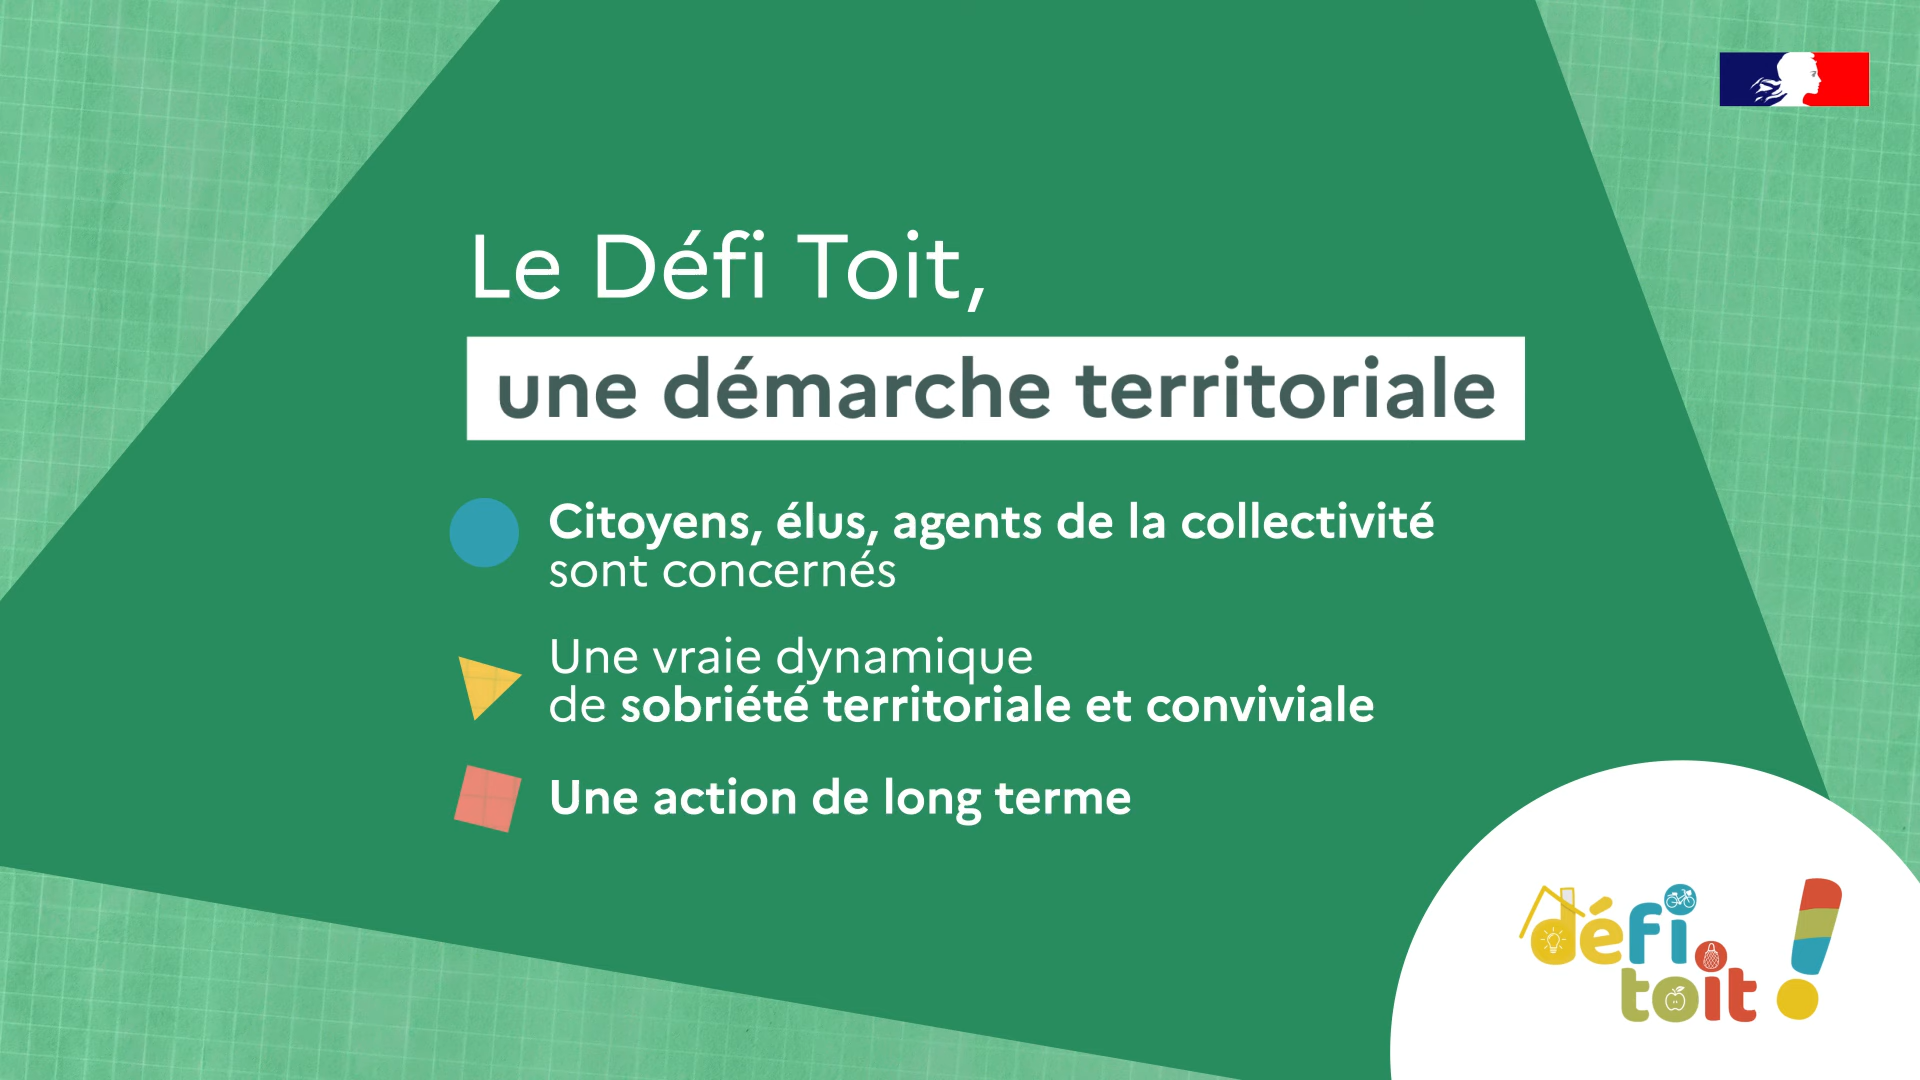 Le Défi Toit,
une démarche territoriale
Citoyens, élus, agents de la collectivité
sont concernés
Une vraie dynamique
de sobriété territoriale et conviviale
Une action de long terme
défi
toit !